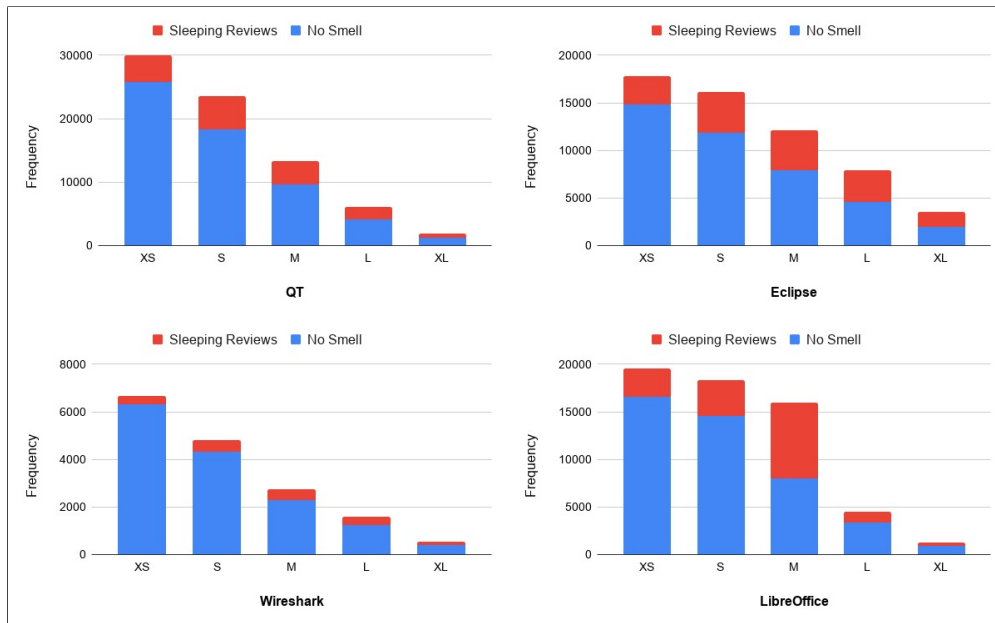 Sleeping Reviews No Smell
30000
20000
10000
0
Frequency
XS S M L XL
QT
Sleeping Reviews No Smell
20000
15000
10000
5000
0
Frequency
XS S M L XL
Eclipse
Sleeping Reviews No Smell
8000
6000
4000
2000
0
Frequency
XS S M L XL
Wireshark
Sleeping Reviews No Smell
20000
15000
10000
5000
0
Frequency
XS S M L XL
LibreOffice